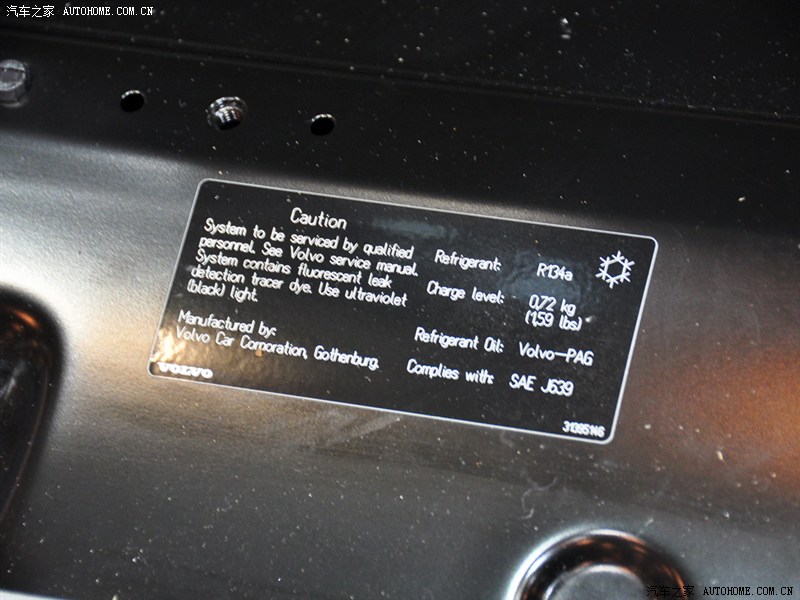 汽车之家 AUTOHOME.COM.CN
Caution
System to be serviced by qualified
personnel. See Volvo service manual.
System contains fluorescent leak
detection tracer dye. Use ultraviolet
(black) light.
Manufactured by:
Volvo Car Corporation, Gothenburg.
VOLVO
Refrigerant: R134a
Charge level: 0,72 kg
(1,59 lbs)
Refrigerant Oil: Volvo-PAG
Complies with: SAE J639
31395146
汽车之家 AUTOHOME.COM.CN